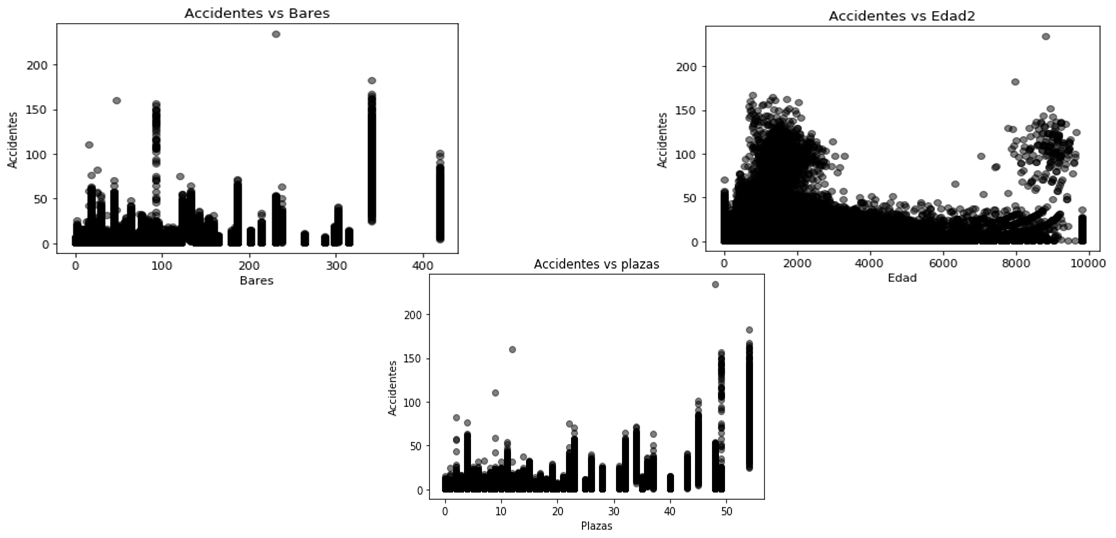 Accidentes vs Bares
Accidentes
200
150
100
50
0
0 100 200 300 400
Bares
Accidentes vs Edad2
Accidentes
200
150
100
50
0
0 2000 4000 6000 8000 10000
Edad
Accidentes vs plazas
Accidentes
200
150
100
50
0
0 10 20 30 40 50
Plazas